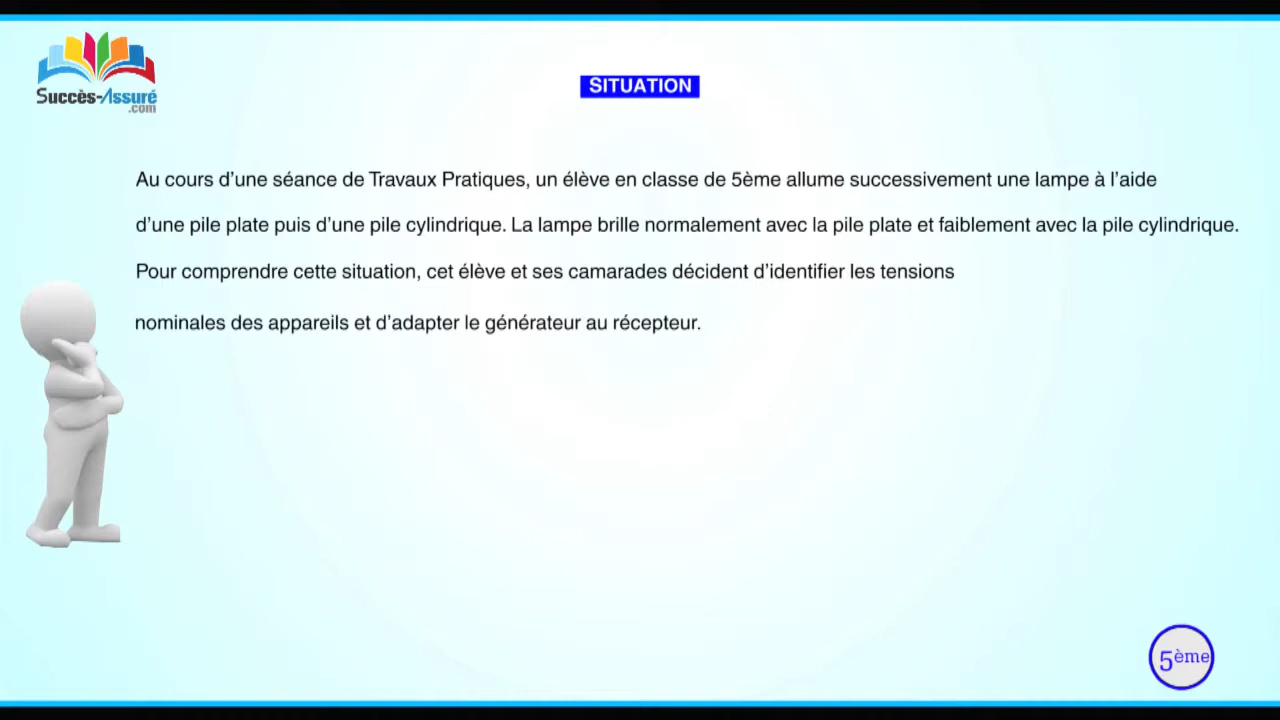 Succès-Assuré
.com
SITUATION
Au cours d'une séance de Travaux Pratiques, un élève en classe de 5ème allume successivement une lampe à l'aide
d'une pile plate puis d'une pile cylindrique. La lampe brille normalement avec la pile plate et faiblement avec la pile cylindrique.
Pour comprendre cette situation, cet élève et ses camarades décident d'identifier les tensions
nominales des appareils et d'adapter le générateur au récepteur.
5ème